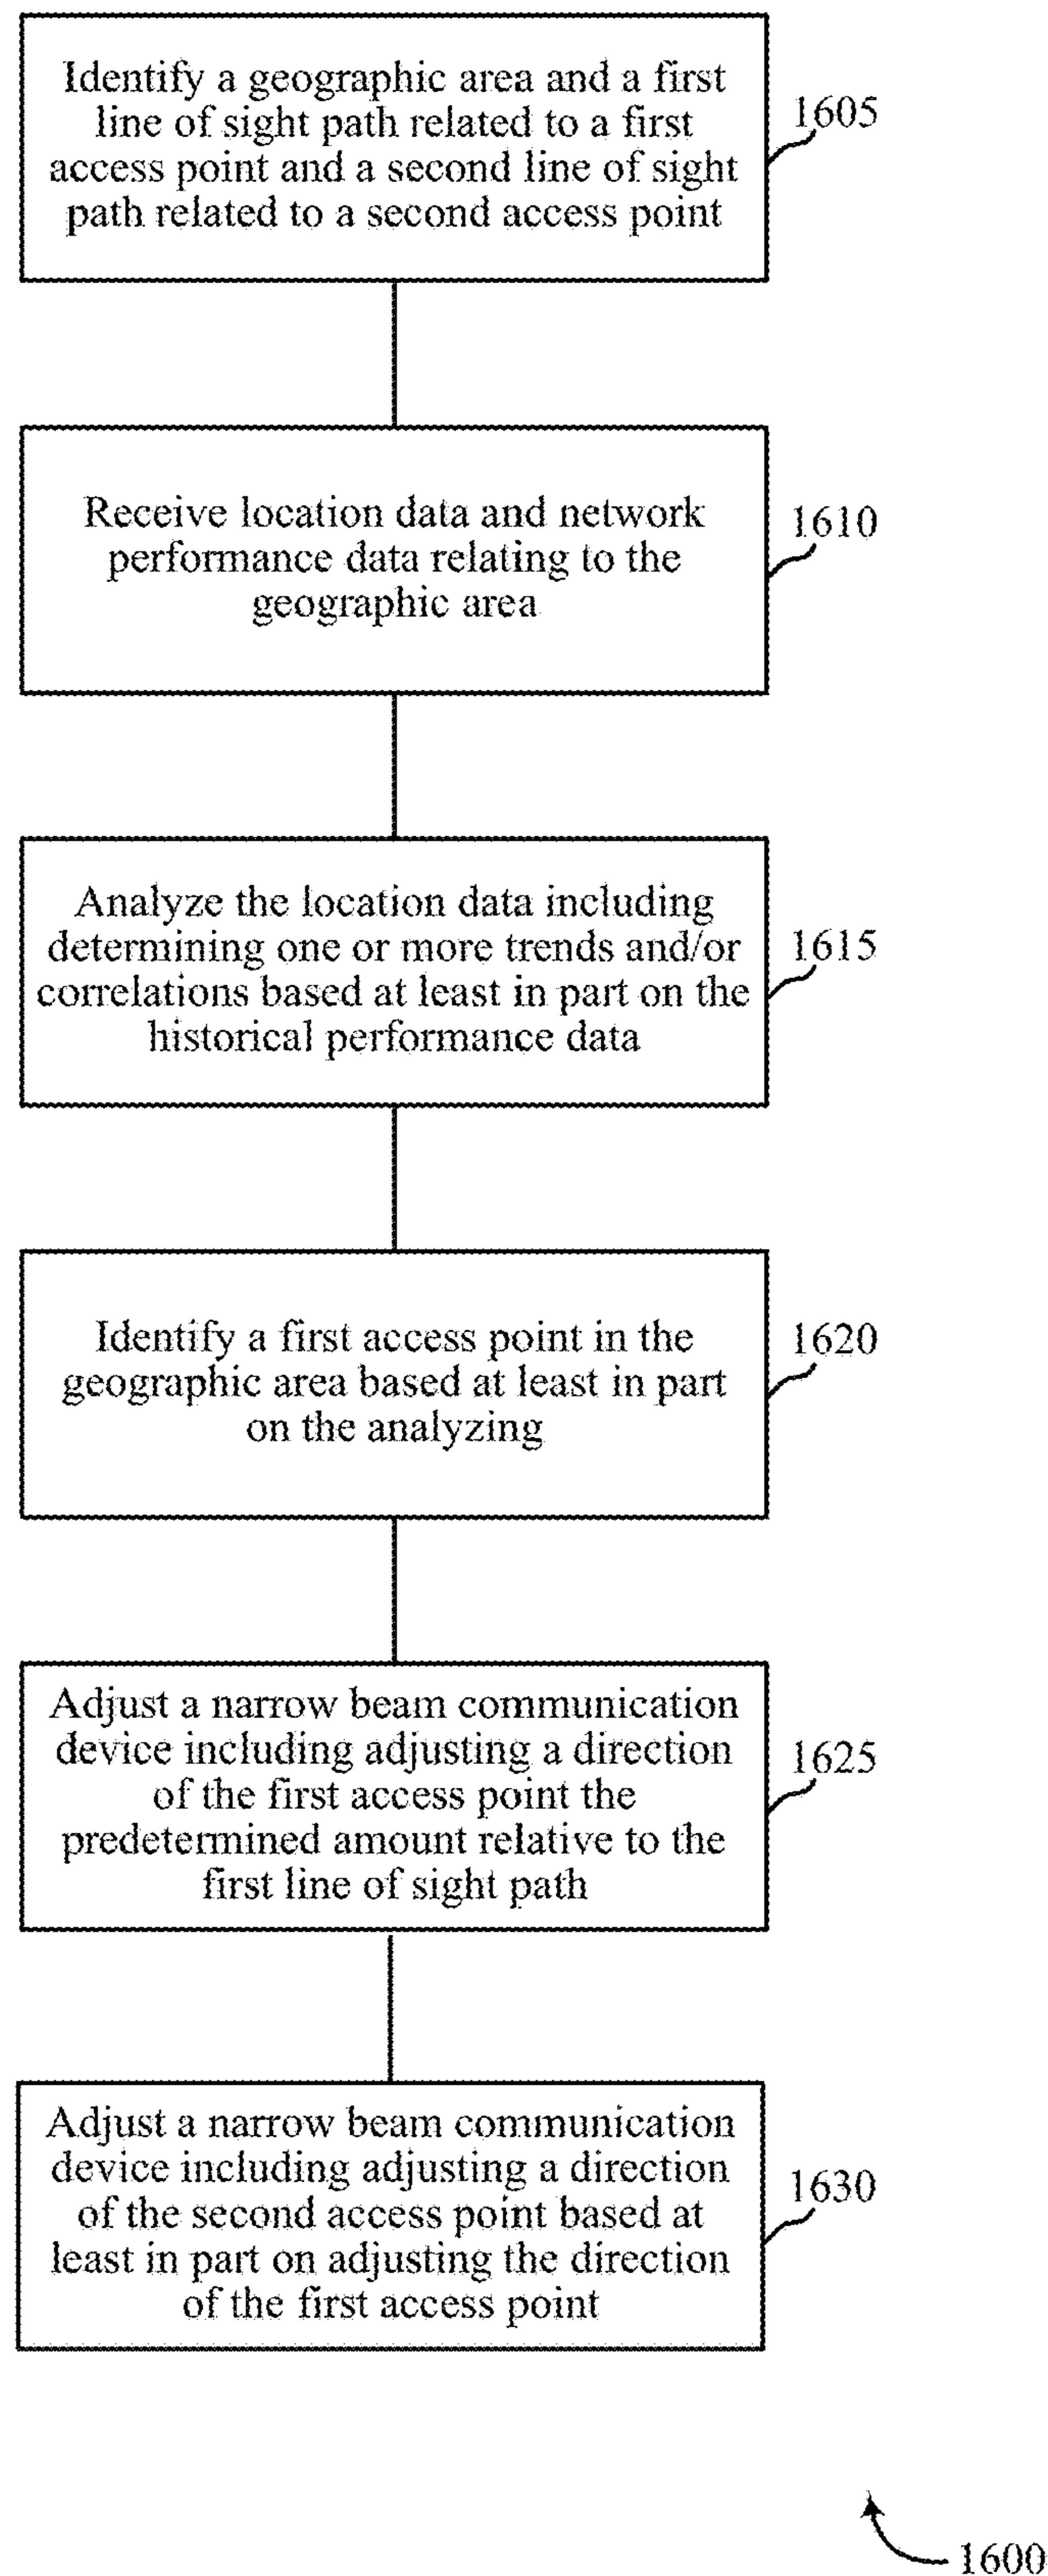 Identify a geographic area and a first
line of sight path related to a first
access point and a second line of sight
path related to a second access point
1605
Receive location data and network
performance data relating to the
geographic area
1610
Analyze the location data including
determining one or more trends and/or
correlations based at least in part on the
historical performance data
1615
Identify a first access point in the
geographic area based at least in part
on the analyzing
1620
Adjust a narrow beam communication
device including adjusting a direction
of the first access point the
predetermined amount relative to the
first line of sight path
1625
Adjust a narrow beam communication
device including adjusting a direction
of the second access point based at
least in part on adjusting the direction
of the first access point
1630
1600